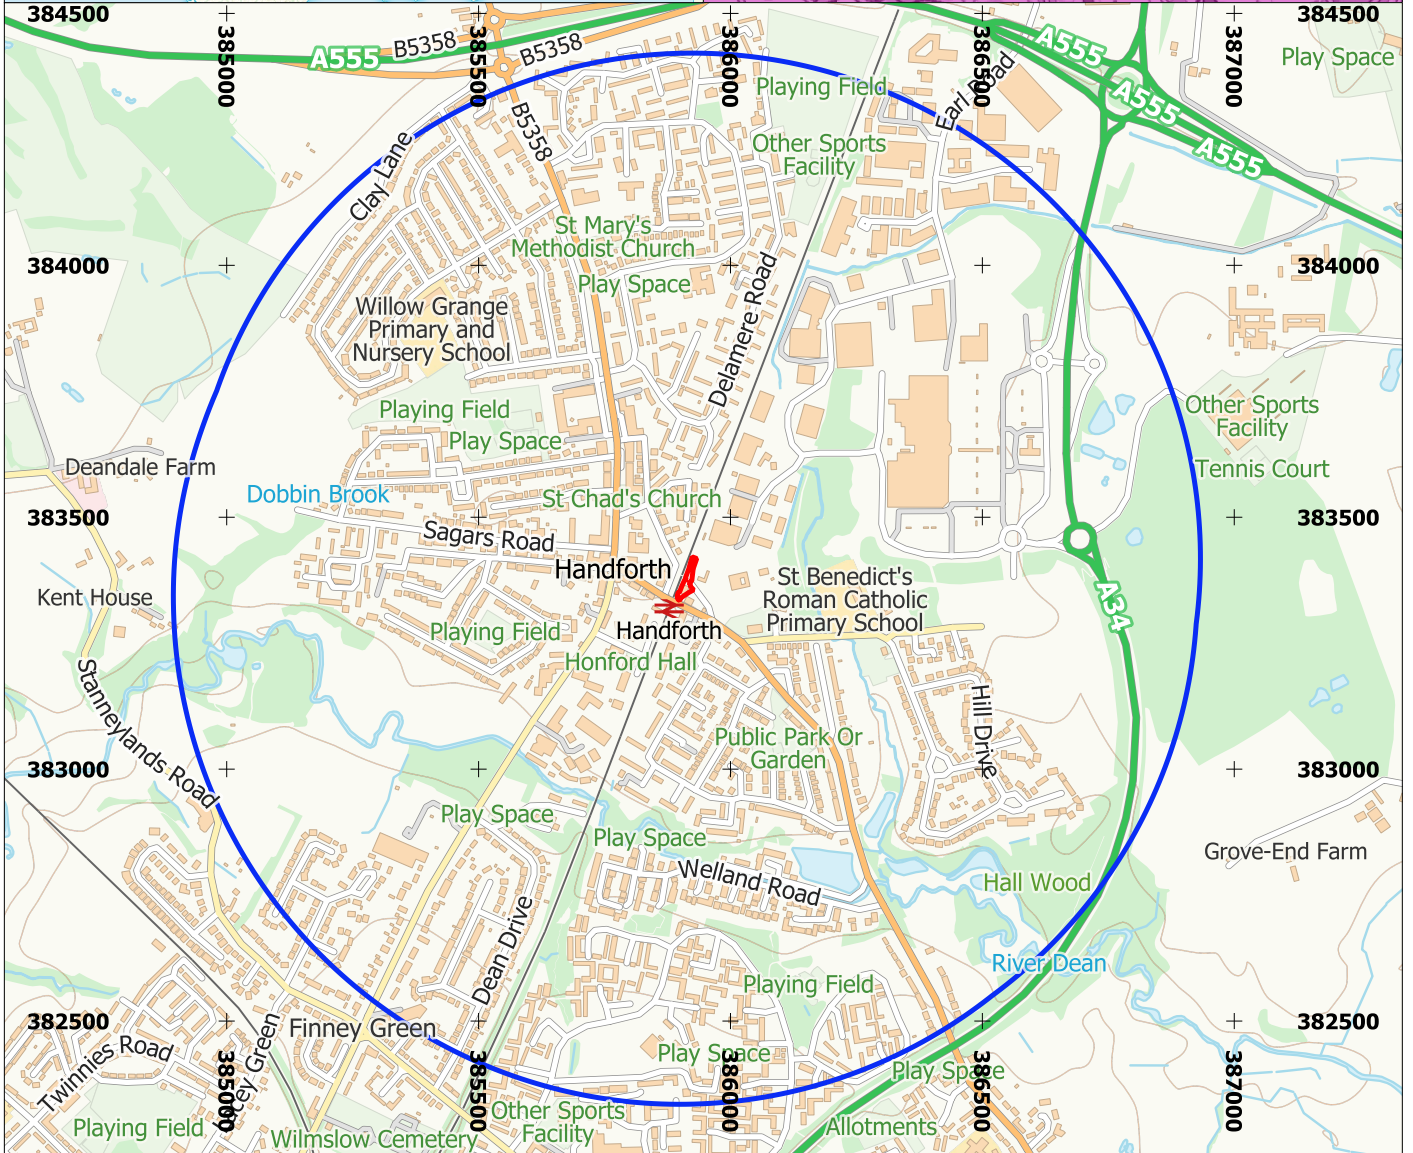 384500
385000
A555
B5358
385500
B5358
386000
386500
A555
387000
384500
Play Space
Playing Field
Earl Road
A555
B5358
Other Sports
Facility
A555
Clay Lane
St Mary's
Methodist Church
384000
384000
Play Space
Willow Grange
Primary and
Nursery School
Delamere Road
Playing Field
Play Space
Other Sports
Facility
Deandale Farm
Tennis Court
Dobbin Brook
St Chad's Church
383500
383500
Sagars Road
Handforth
St Benedict's
Roman Catholic
Primary School
Kent House
A34
Playing Field
Handforth
Honford Hall
Stanneylands Road
Hill Drive
Public Park Or
Garden
383000
383000
Play Space
Play Space
Grove-End Farm
Welland Road
Hall Wood
Dean Drive
River Dean
Playing Field
382500
382500
Finney Green
Twinnies Road
385000
385500
Play Space
386000
Play Space
386500
387000
Other Sports
Facility
Playing Field
Wilmslow Cemetery
Allotments